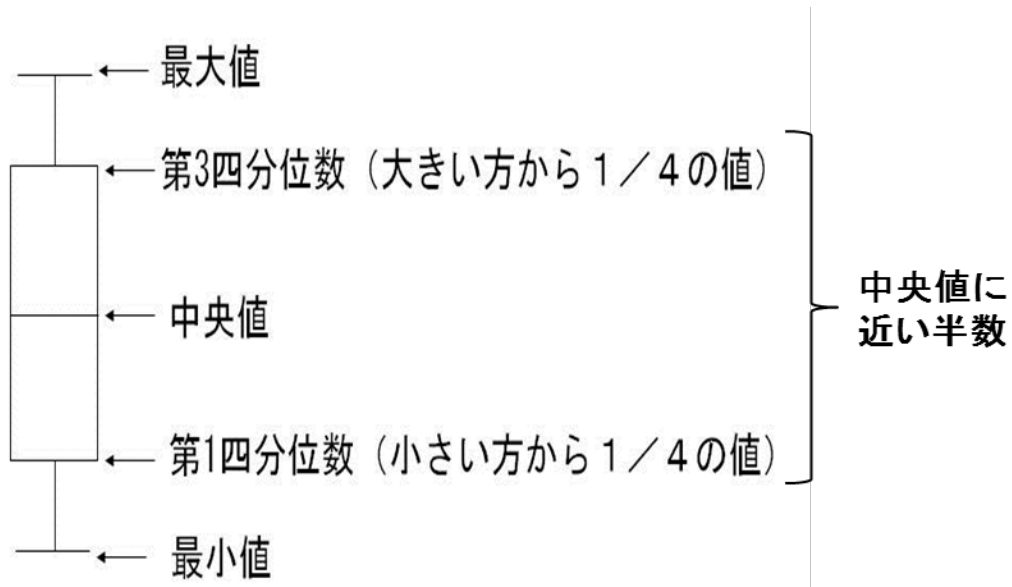 最大値
第3四分位数（大きい方から１／４の値）
中央値
第1四分位数（小さい方から１／４の値）
最小値
中央値に
近い半数